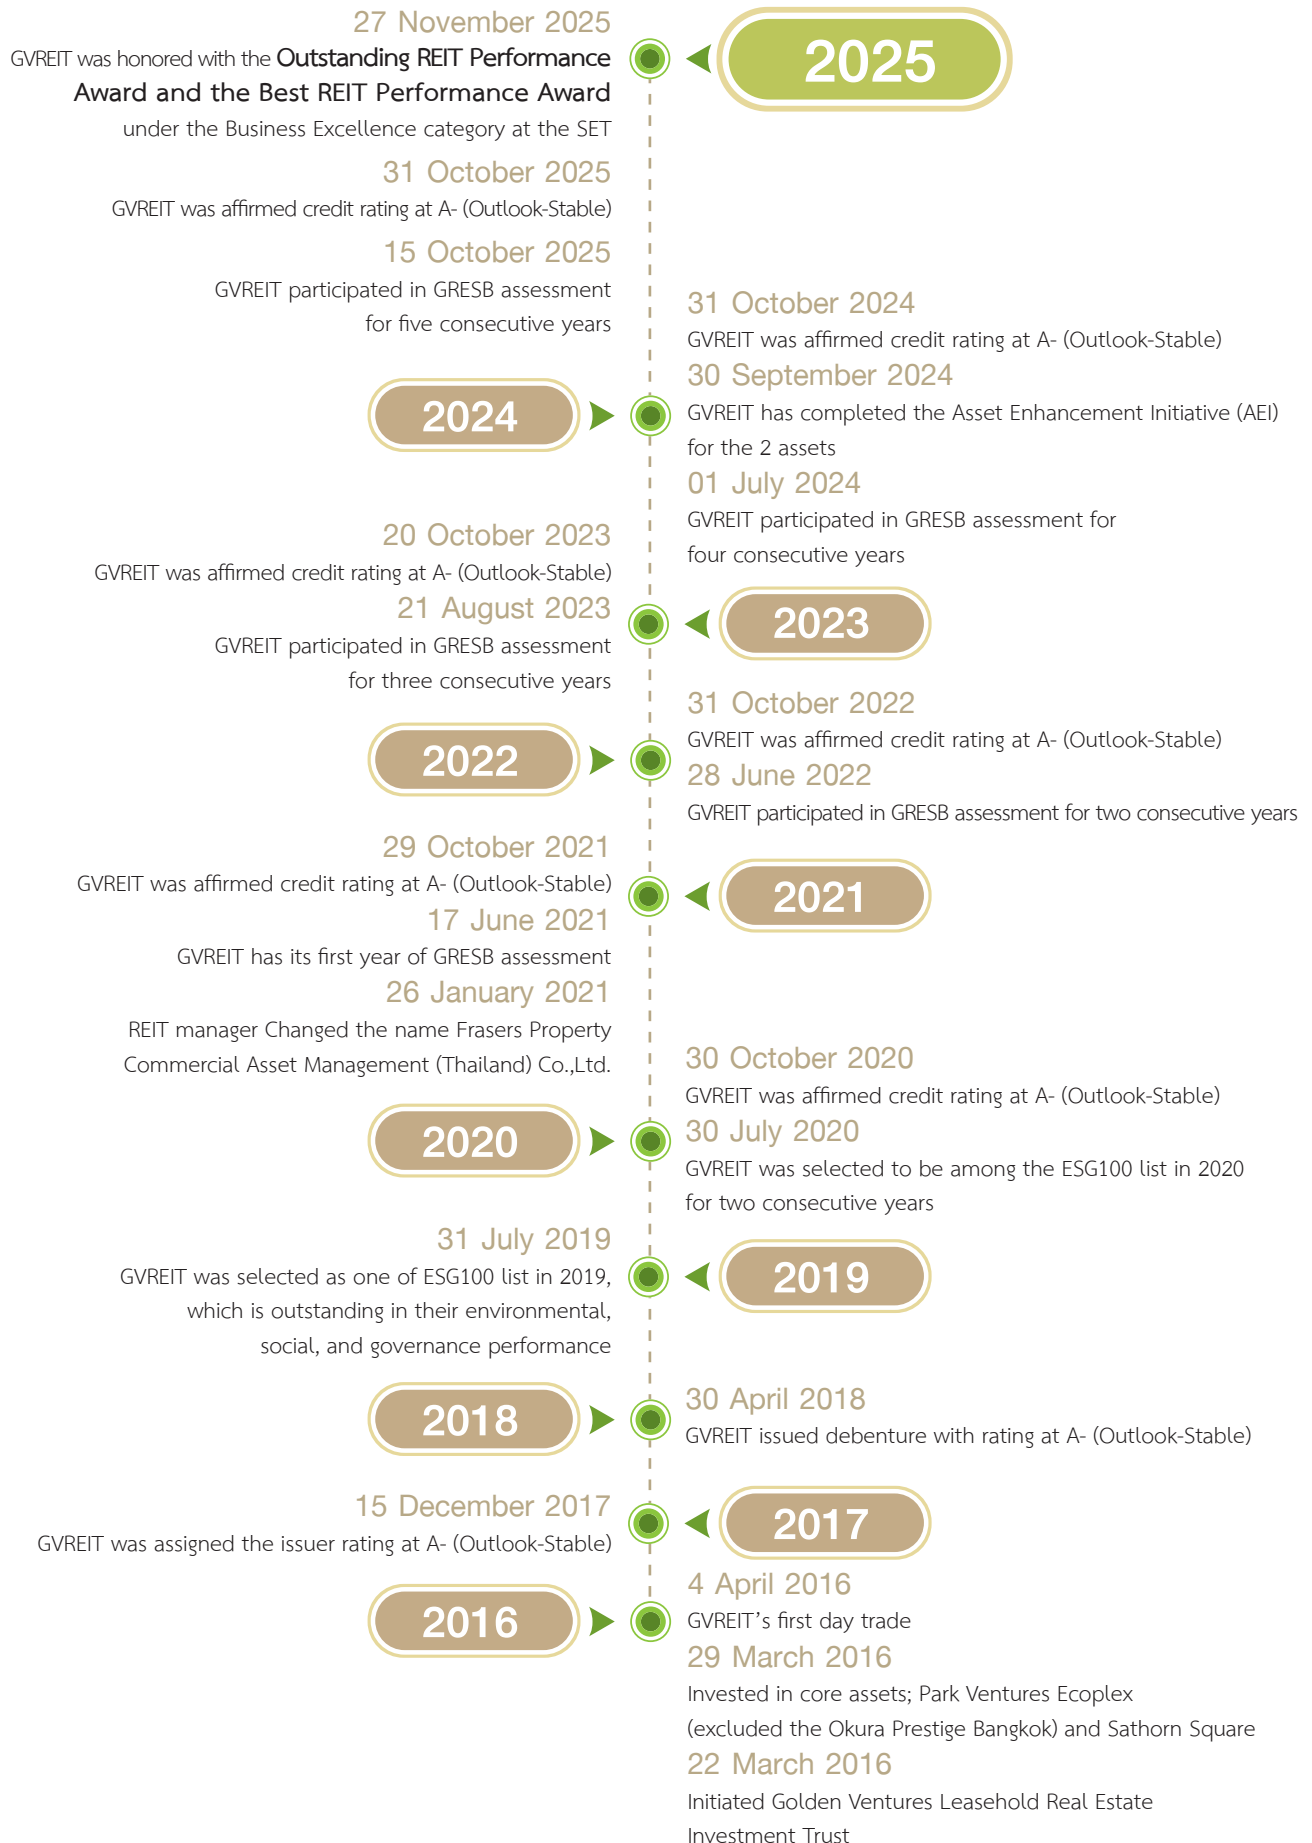 2025
27 November 2025
GVREIT was honored with the Outstanding REIT Performance
Award and the Best REIT Performance Award
under the Business Excellence category at the SET
31 October 2025
GVREIT was affirmed credit rating at A- (Outlook-Stable)
15 October 2025
GVREIT participated in GRESB assessment
for five consecutive years
2024
31 October 2024
GVREIT was affirmed credit rating at A- (Outlook-Stable)
30 September 2024
GVREIT has completed the Asset Enhancement Initiative (AEI)
for the 2 assets
01 July 2024
GVREIT participated in GRESB assessment for
four consecutive years
2023
20 October 2023
GVREIT was affirmed credit rating at A- (Outlook-Stable)
21 August 2023
GVREIT participated in GRESB assessment
for three consecutive years
2022
31 October 2022
GVREIT was affirmed credit rating at A- (Outlook-Stable)
28 June 2022
GVREIT participated in GRESB assessment for two consecutive years
2021
29 October 2021
GVREIT was affirmed credit rating at A- (Outlook-Stable)
17 June 2021
GVREIT has its first year of GRESB assessment
26 January 2021
REIT manager Changed the name Frasers Property
Commercial Asset Management (Thailand) Co.,Ltd.
2020
30 October 2020
GVREIT was affirmed credit rating at A- (Outlook-Stable)
30 July 2020
GVREIT was selected to be among the ESG100 list in 2020
for two consecutive years
2019
31 July 2019
GVREIT was selected as one of ESG100 list in 2019,
which is outstanding in their environmental,
social, and governance performance
2018
30 April 2018
GVREIT issued debenture with rating at A- (Outlook-Stable)
2017
15 December 2017
GVREIT was assigned the issuer rating at A- (Outlook-Stable)
2016
4 April 2016
GVREIT’s first day trade
29 March 2016
Invested in core assets; Park Ventures Ecoplex
(excluded the Okura Prestige Bangkok) and Sathorn Square
22 March 2016
Initiated Golden Ventures Leasehold Real Estate
Investment Trust